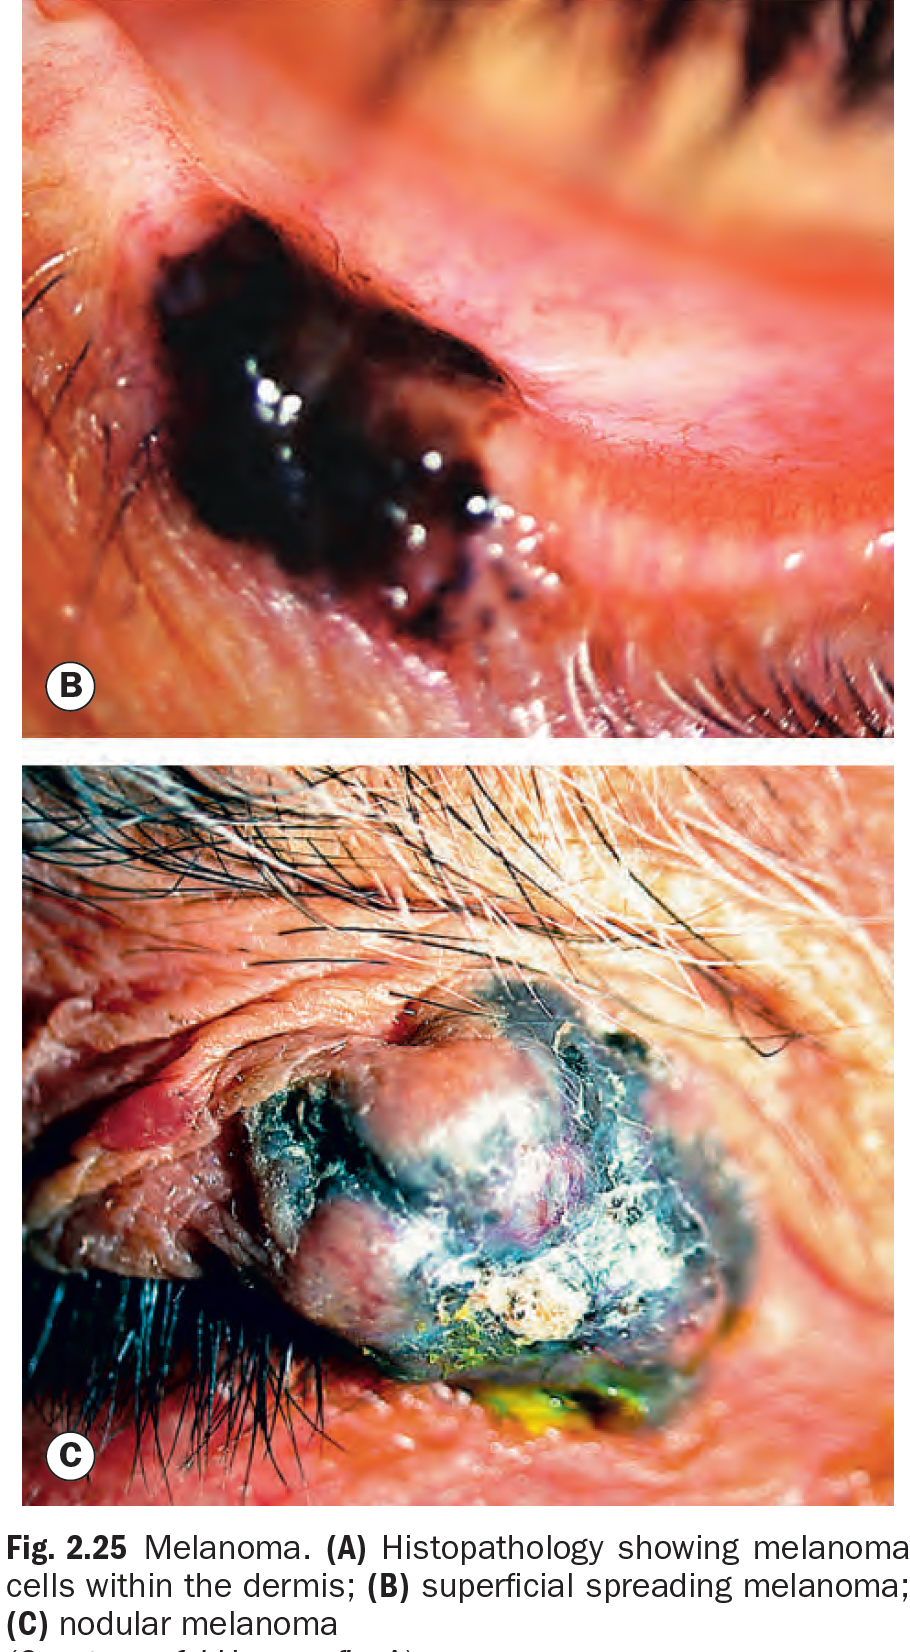 B
C
Fig. 2.25 Melanoma. (A) Histopathology showing melanoma
cells within the dermis; (B) superficial spreading melanoma;
(C) nodular melanoma